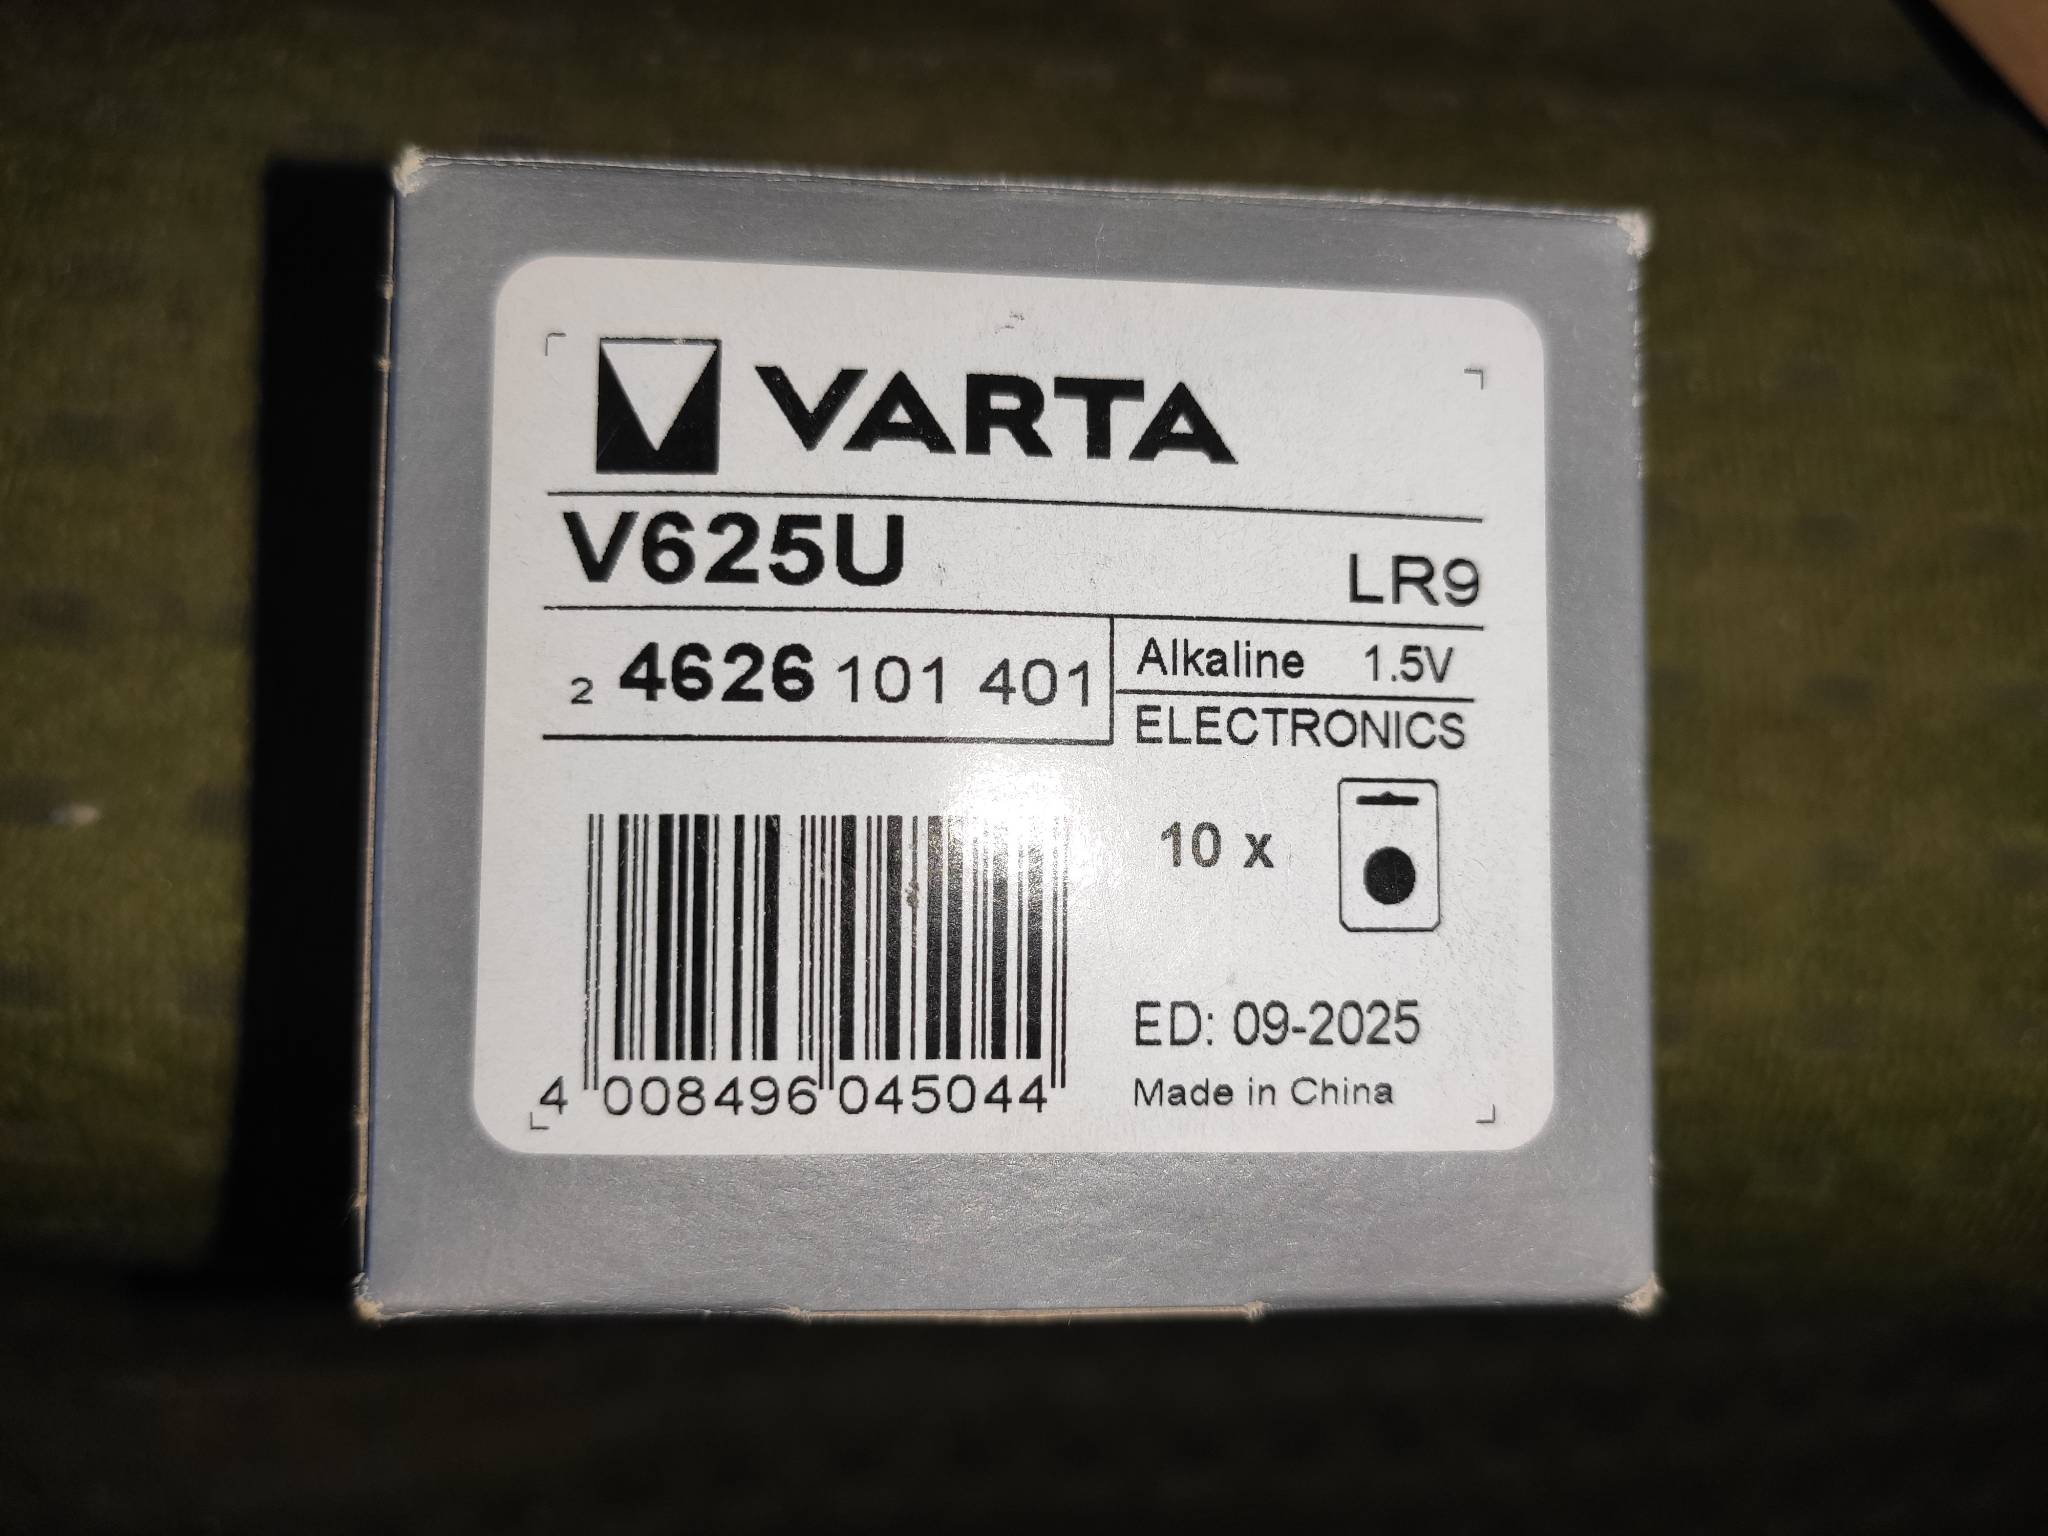 VARTA
V625U
LR9
2 4626 101 401
Alkaline 1.5V
ELECTRONICS
10 x
ED: 09-2025
Made in China
4 008496 045044